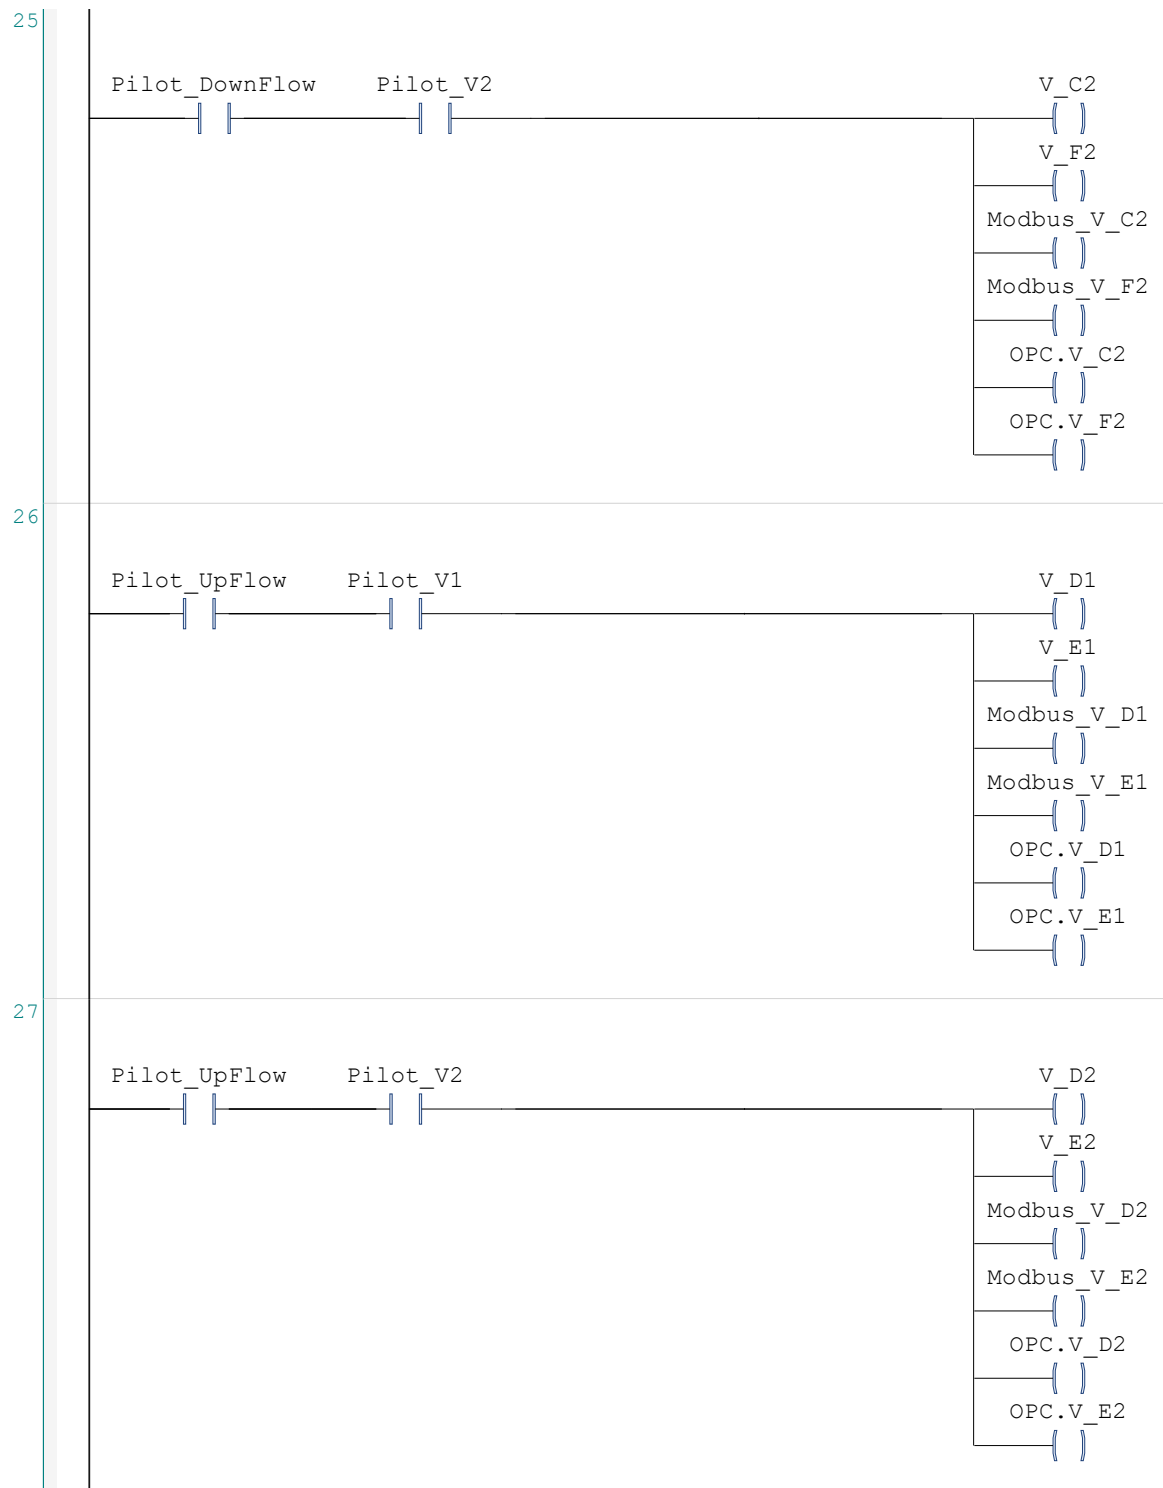 25
Pilot_DownFlow Pilot_V2 V_C2
V_F2
Modbus_V_C2
Modbus_V_F2
OPC.V_C2
OPC.V_F2
26
Pilot_UpFlow Pilot_V1 V_D1
V_E1
Modbus_V_D1
Modbus_V_E1
OPC.V_D1
OPC.V_E1
27
Pilot_UpFlow Pilot_V2 V_D2
V_E2
Modbus_V_D2
Modbus_V_E2
OPC.V_D2
OPC.V_E2